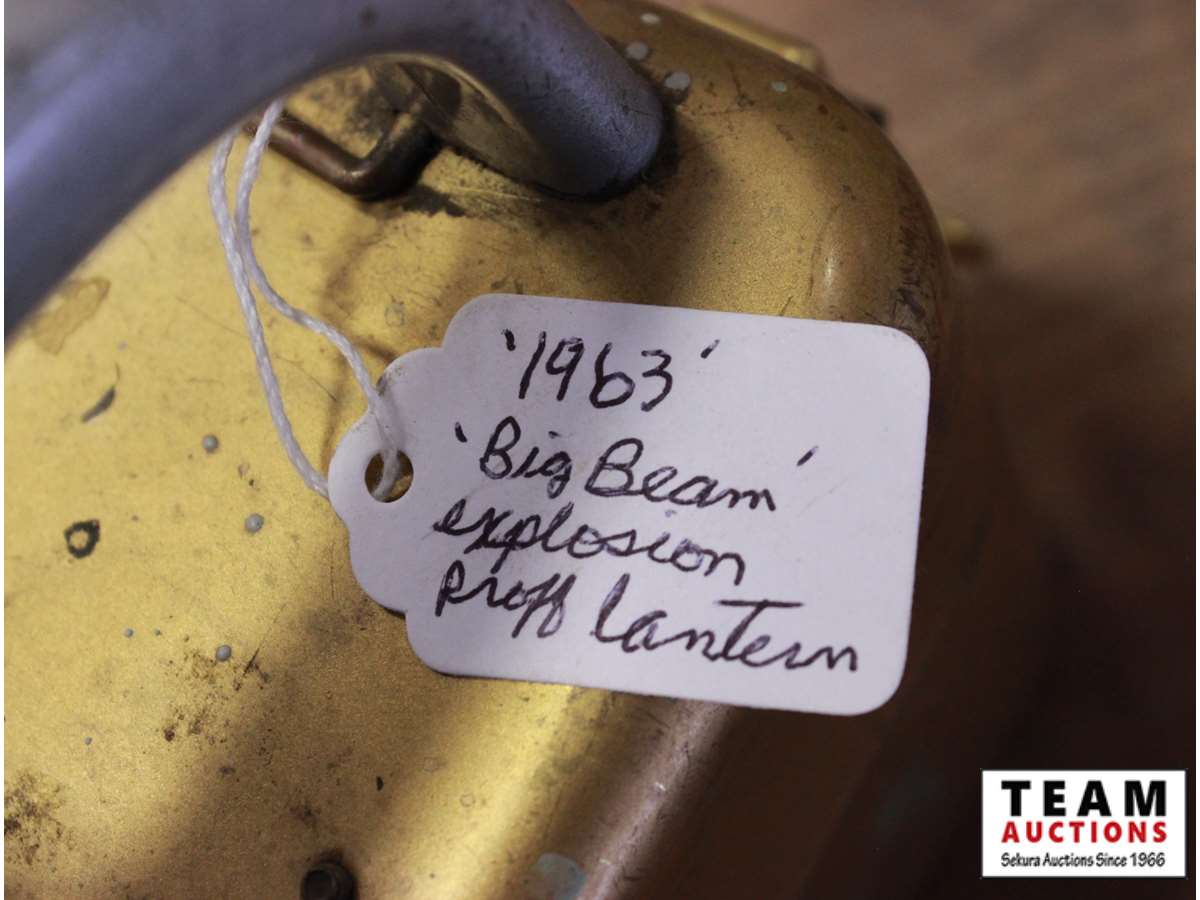 '1963'
'Big Beam'
explosion
proff lantern
TEAM
AUCTIONS
Sekura Auctions Since 1966